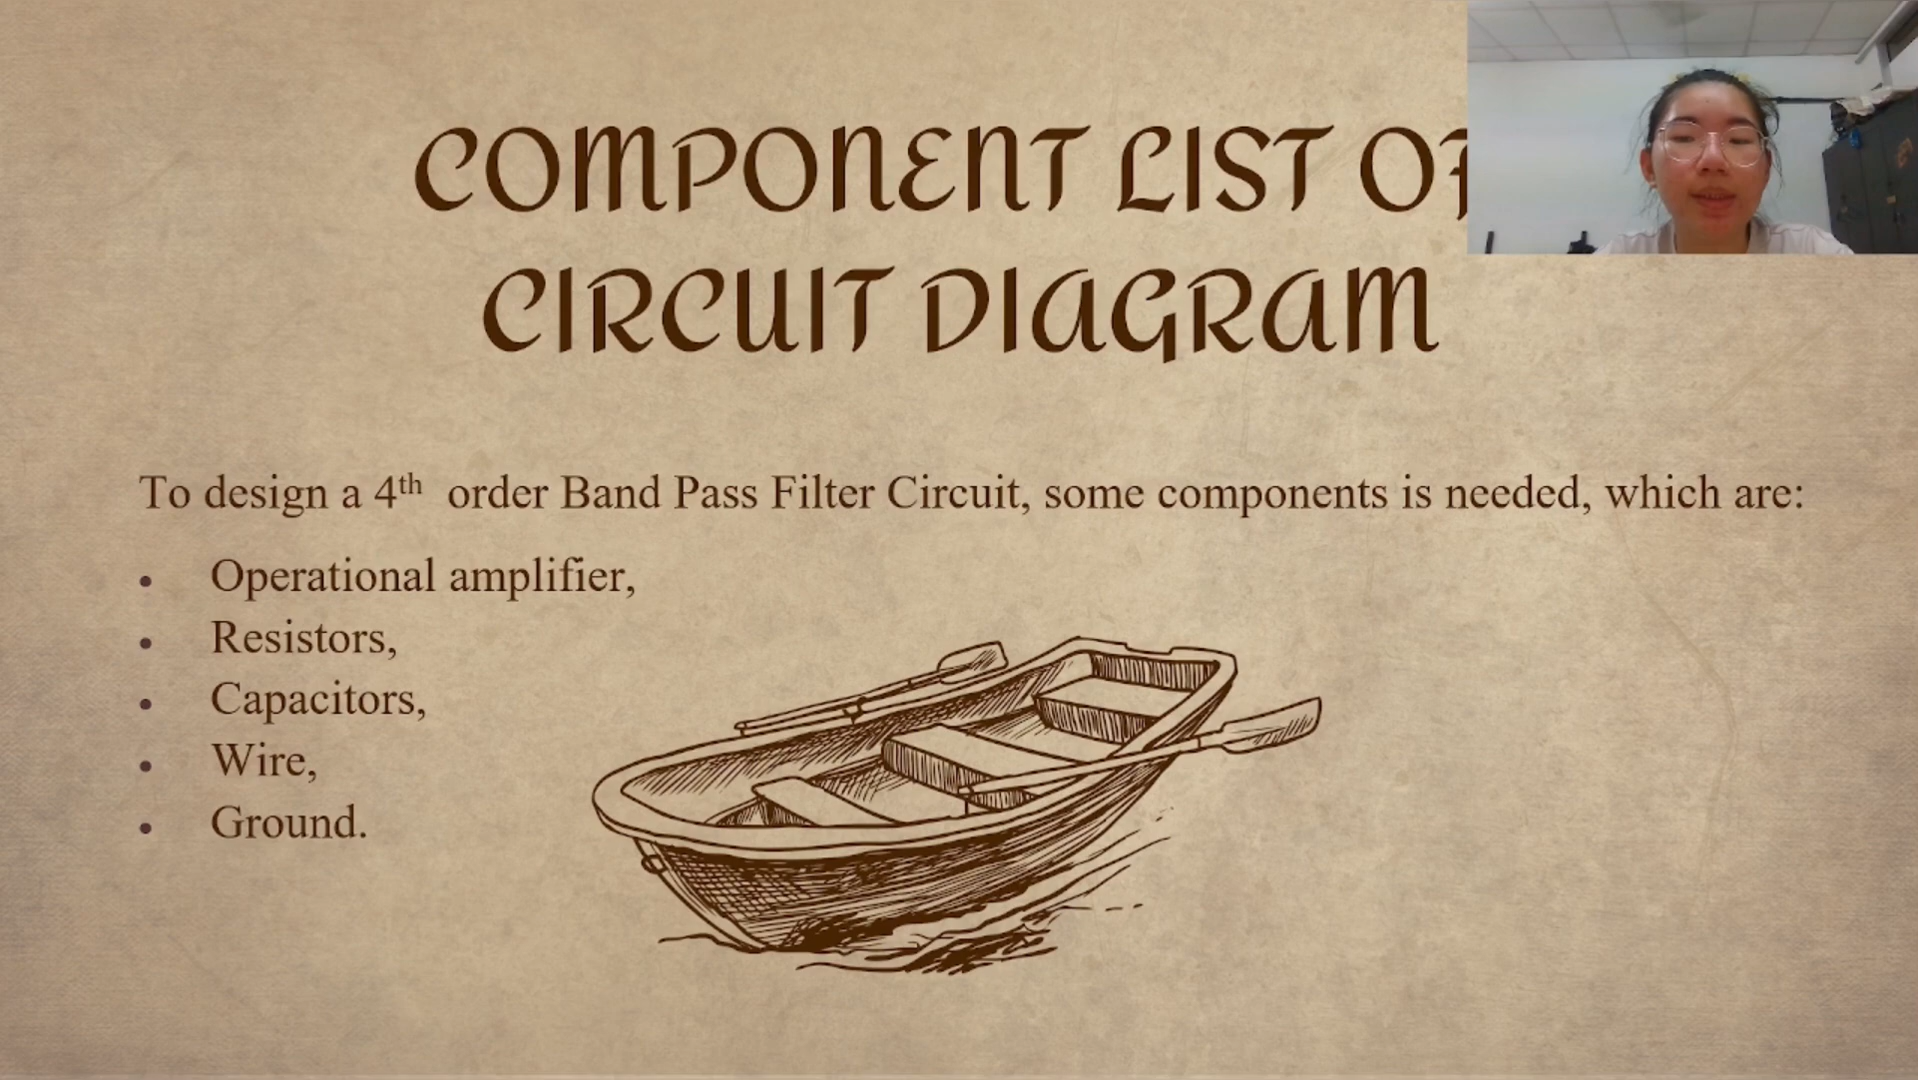 COMPONENT LIST OF
CIRCUIT DIAGRAM
To design a 4th order Band Pass Filter Circuit, some components is needed, which are:
• Operational amplifier,
• Resistors,
• Capacitors,
• Wire,
• Ground.